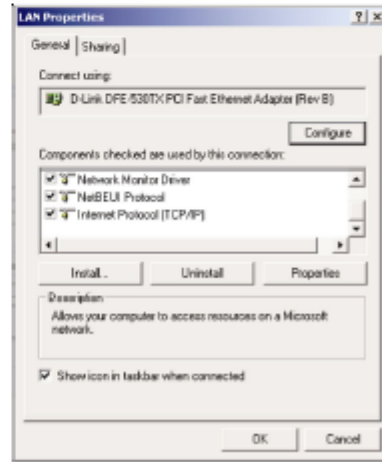 LAN Properties
General Sharing
Connect using:
D-Link DFE-530TX PCI Fast Ethernet Adapter (Rev B)
Configure
Components checked are used by this connection:
Network Monitor Driver
NetBEUI Protocol
Internet Protocol (TCP/IP)
Install... Uninstall Properties
Description
Allows your computer to access resources on a Microsoft
network.
Show icon in taskbar when connected
OK Cancel